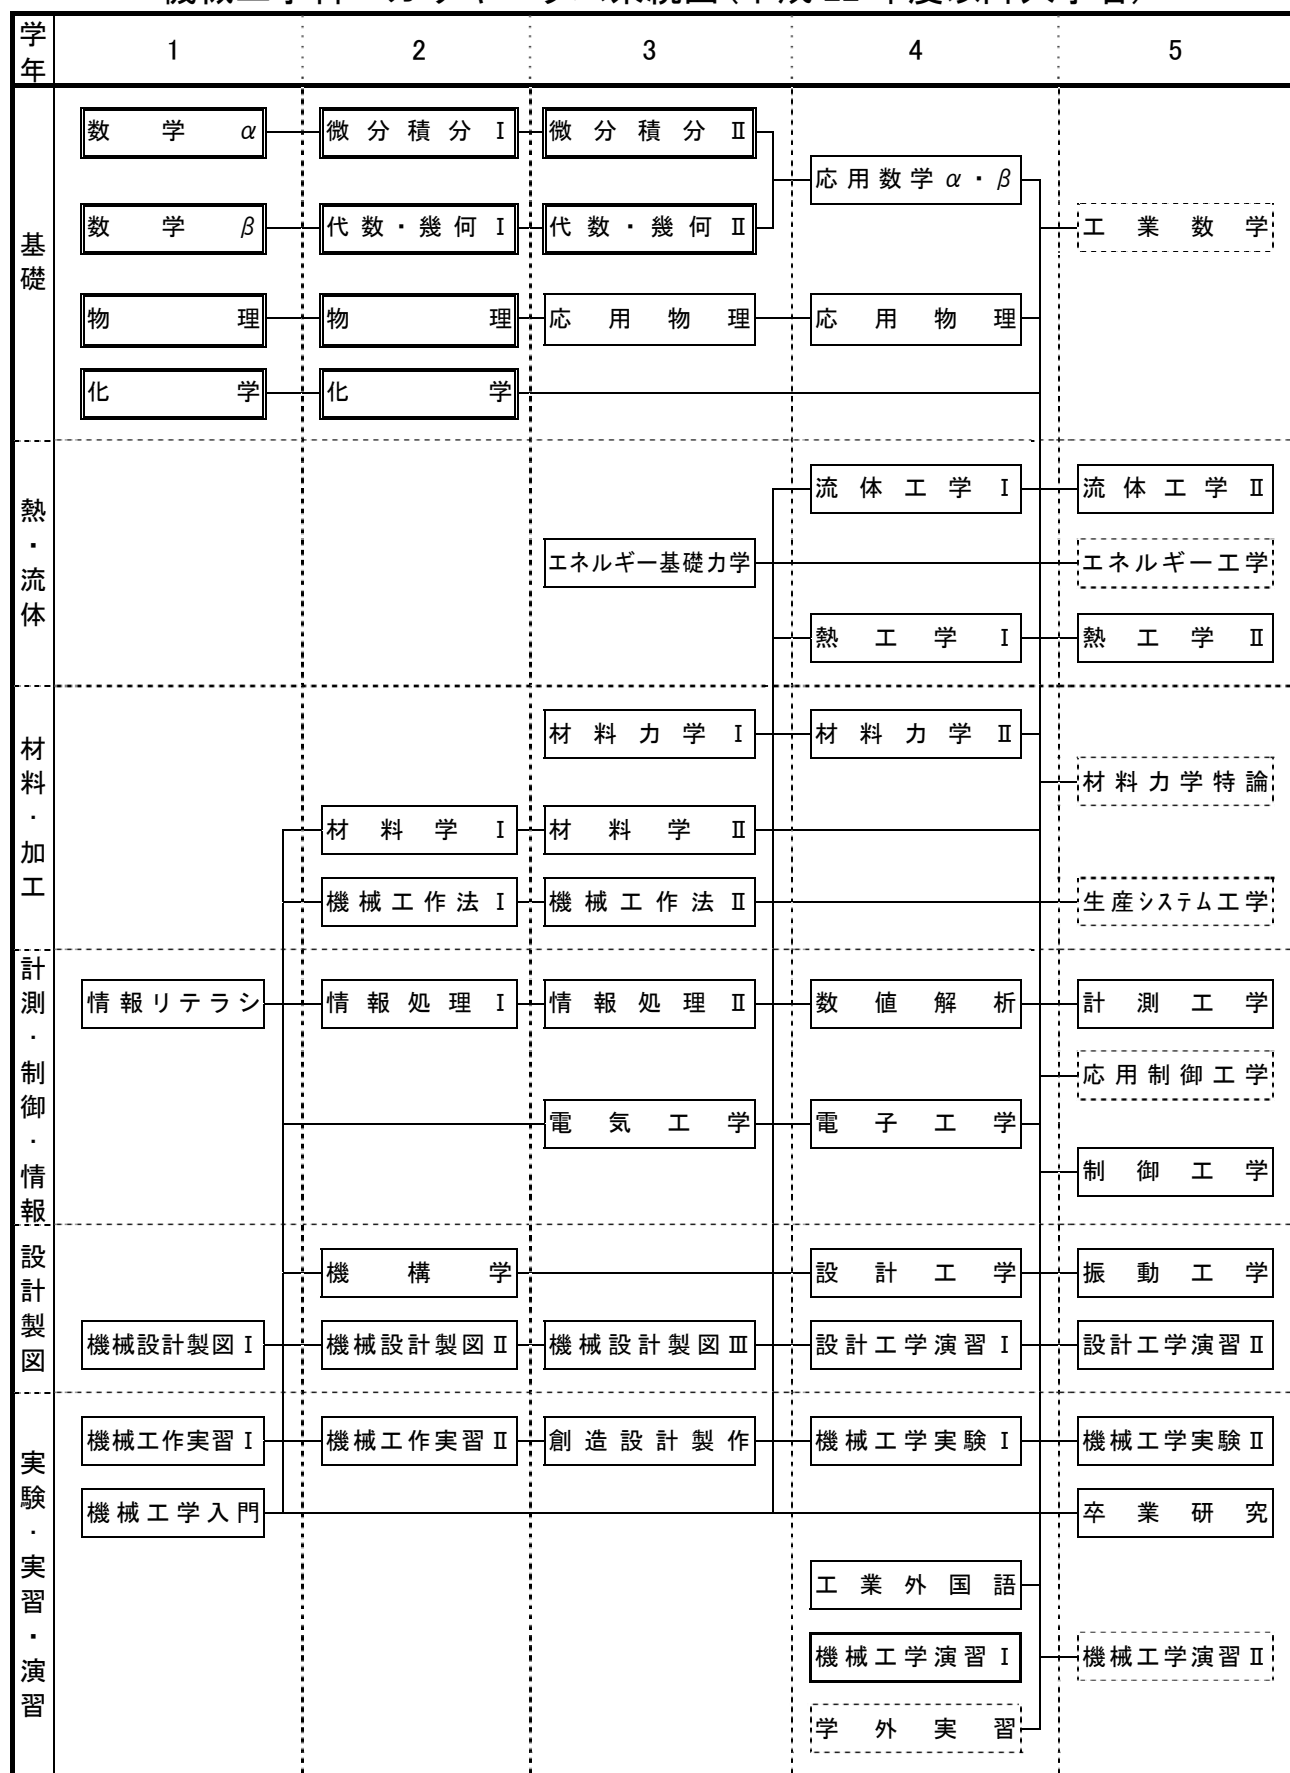 学年 1 2 3 4 5
基礎
数学α 微分積分Ⅰ 微分積分Ⅱ
応用数学α・β
数学β 代数・幾何Ⅰ 代数・幾何Ⅱ 工業数学
物理 物理 応用物理 応用物理
化学 化学
熱・流体
流体工学Ⅰ 流体工学Ⅱ
エネルギー基礎力学 エネルギー工学
熱工学Ⅰ 熱工学Ⅱ
材料・加工
材料力学Ⅰ 材料力学Ⅱ
材料力学特論
材料学Ⅰ 材料学Ⅱ
機械工作法Ⅰ 機械工作法Ⅱ 生産システム工学
計測・制御・情報
情報リテラシ 情報処理Ⅰ 情報処理Ⅱ 数値解析 計測工学
応用制御工学
電気工学 電子工学
制御工学
設計製図
機構学 設計工学 振動工学
機械設計製図Ⅰ 機械設計製図Ⅱ 機械設計製図Ⅲ 設計工学演習Ⅰ 設計工学演習Ⅱ
実験・実習・演習
機械工作実習Ⅰ 機械工作実習Ⅱ 創造設計製作 機械工学実験Ⅰ 機械工学実験Ⅱ
機械工学入門 卒業研究
工業外国語
機械工学演習Ⅰ 機械工学演習Ⅱ
学外実習